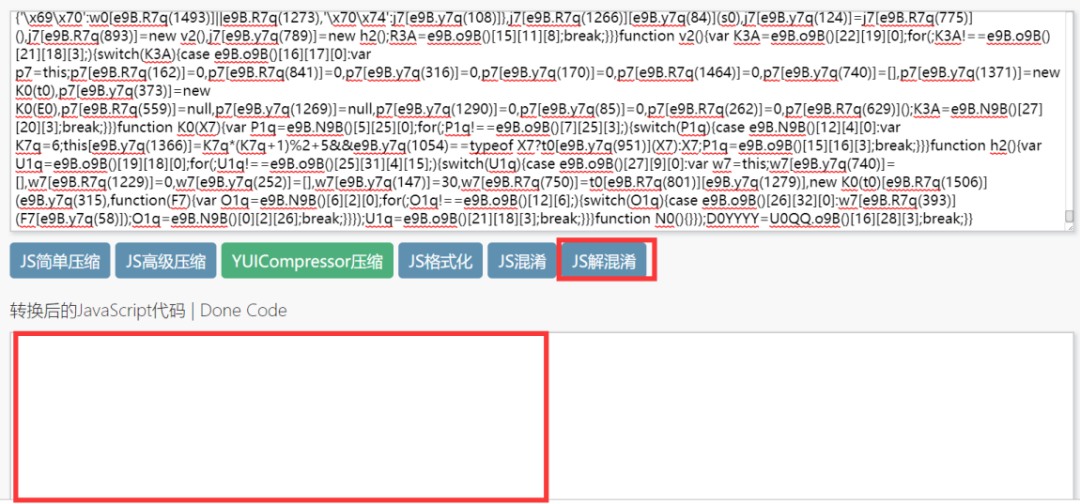 {'\x69\x70':w0[e9B.R7q(1493)]||e9B.R7q(1273),'\x70\x74':j7[e9B.y7q(108)]},j7[e9B.R7q(1266)][e9B.y7q(84)](s0),j7[e9B.y7q(124)]=j7[e9B.R7q(775)]
(),j7[e9B.R7q(893)]=new v2(),j7[e9B.y7q(789)]=new h2();R3A=e9B.o9B()[15][11][8];break;}}}function v2(){var K3A=e9B.o9B()[22][19][0];for(;K3A!==e9B.o9B()
[21][18][3];){switch(K3A){case e9B.o9B()[16][17][0]:var
p7=this;p7[e9B.R7q(162)]=0,p7[e9B.R7q(841)]=0,p7[e9B.y7q(316)]=0,p7[e9B.y7q(170)]=0,p7[e9B.R7q(1464)]=0,p7[e9B.y7q(740)]=[],p7[e9B.y7q(1371)]=new
K0(t0),p7[e9B.y7q(373)]=new
K0(E0),p7[e9B.R7q(559)]=null,p7[e9B.y7q(1269)]=null,p7[e9B.y7q(1290)]=0,p7[e9B.y7q(85)]=0,p7[e9B.R7q(262)]=0,p7[e9B.R7q(629)]();K3A=e9B.N9B()[27]
[20][3];break;}}}function K0(X7){var P1q=e9B.N9B()[5][25][0];for(;P1q!==e9B.o9B()[7][25][3];){switch(P1q){case e9B.N9B()[12][4][0]:var
K7q=6;this[e9B.y7q(1366)]=K7q*(K7q+1)%2+5&&e9B.y7q(1054)==typeof X7?t0[e9B.y7q(951)](X7):X7;P1q=e9B.o9B()[15][16][3];break;}}}function h2(){var
U1q=e9B.o9B()[19][18][0];for(;U1q!==e9B.o9B()[25][31][4][15];){switch(U1q){case e9B.o9B()[27][9][0]:var w7=this;w7[e9B.y7q(740)]=
[],w7[e9B.R7q(1229)]=0,w7[e9B.y7q(252)]=[],w7[e9B.y7q(147)]=30,w7[e9B.R7q(750)]=t0[e9B.R7q(801)][e9B.y7q(1279)],new K0(t0)[e9B.R7q(1506)]
(e9B.y7q(315),function(F7){var O1q=e9B.N9B()[6][2][0];for(;O1q!==e9B.o9B()[12][6];){switch(O1q){case e9B.o9B()[26][32][0]:w7[e9B.R7q(393)]
(F7[e9B.y7q(58)]);O1q=e9B.N9B()[0][2][26];break;}}});U1q=e9B.o9B()[21][18][3];break;}}}function N0(){}});D0YYYY=U0QQ.o9B()[16][28][3];break;}}
JS简单压缩 JS高级压缩 YUICompressor压缩 JS格式化 JS混淆 JS解混淆
转换后的JavaScript代码 | Done Code